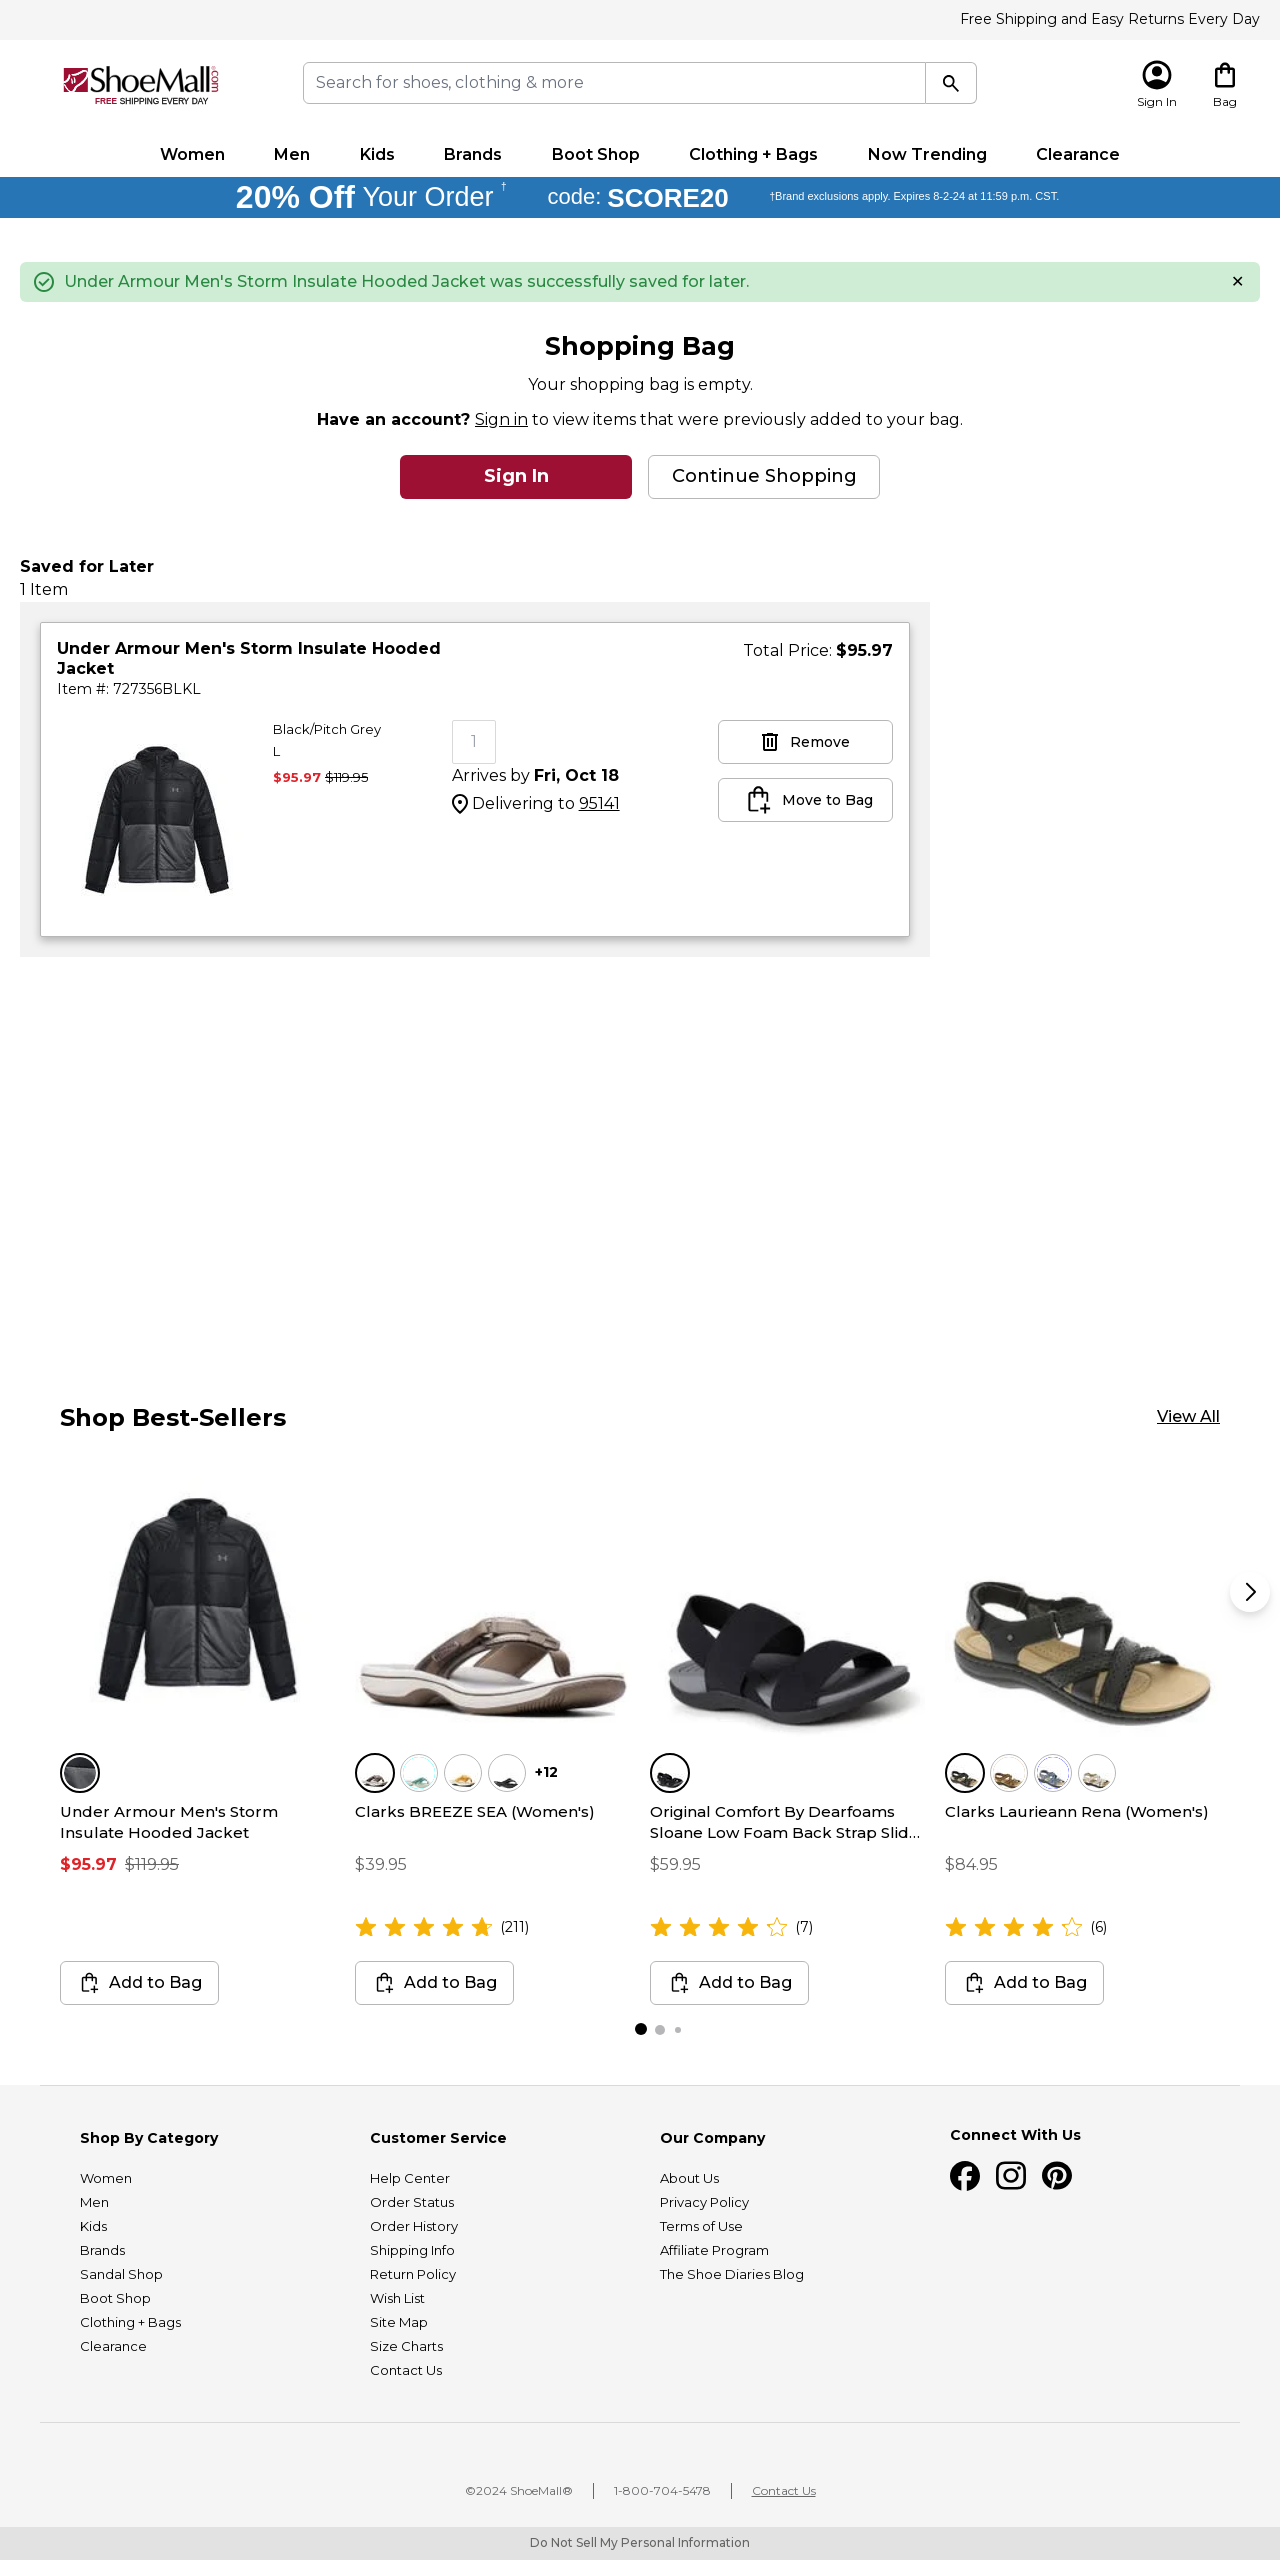 Free Shipping and Easy Returns Every Day
ShoeMall.com
FREE SHIPPING EVERY DAY
Search for shoes, clothing & more
Sign In
Bag
Women Men Kids Brands Boot Shop Clothing + Bags Now Trending Clearance
20% Off Your Order † code: SCORE20 †Brand exclusions apply. Expires 8-2-24 at 11:59 p.m. CST.
Under Armour Men's Storm Insulate Hooded Jacket was successfully saved for later.
Shopping Bag
Your shopping bag is empty.
Have an account? Sign in to view items that were previously added to your bag.
Sign In
Continue Shopping
Saved for Later
1 Item
Under Armour Men's Storm Insulate Hooded
Jacket
Item #: 727356BLKL
Total Price: $95.97
Black/Pitch Grey
L
$95.97 $119.95
1
Arrives by Fri, Oct 18
Delivering to 95141
Remove
Move to Bag
Shop Best-Sellers
View All
Under Armour Men's Storm
Insulate Hooded Jacket
$95.97 $119.95
Add to Bag
+12
Clarks BREEZE SEA (Women's)
$39.95
(211)
Add to Bag
Original Comfort By Dearfoams
Sloane Low Foam Back Strap Slid...
$59.95
(7)
Add to Bag
Clarks Laurieann Rena (Women's)
$84.95
(6)
Add to Bag
Shop By Category
Women
Men
Kids
Brands
Sandal Shop
Boot Shop
Clothing + Bags
Clearance
Customer Service
Help Center
Order Status
Order History
Shipping Info
Return Policy
Wish List
Site Map
Size Charts
Contact Us
Our Company
About Us
Privacy Policy
Terms of Use
Affiliate Program
The Shoe Diaries Blog
Connect With Us
©2024 ShoeMall® 1-800-704-5478 Contact Us
Do Not Sell My Personal Information